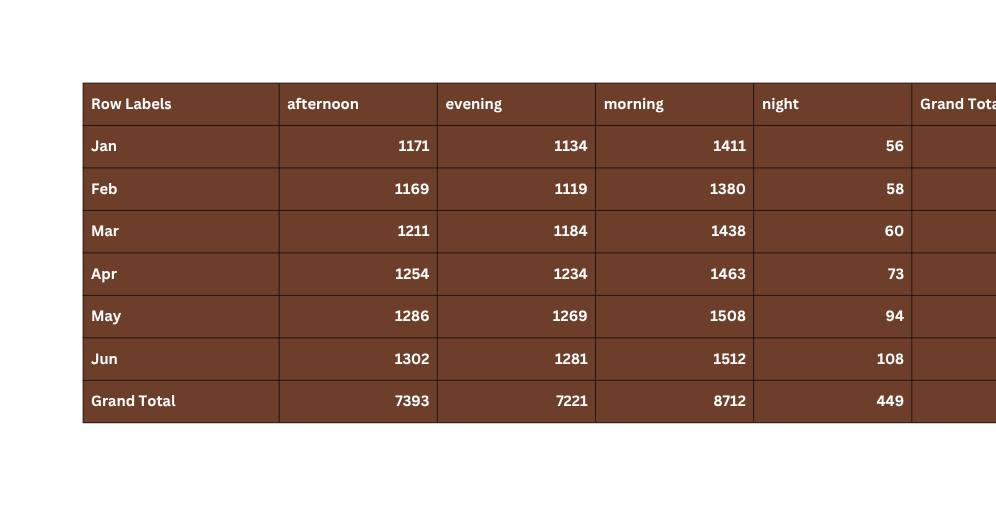 Row Labels afternoon evening morning night Grand
Jan 1171 1134 1411 56
Feb 1169 1119 1380 58
Mar 1211 1184 1438 60
Apr 1254 1234 1463 73
May 1286 1269 1508 94
Jun 1302 1281 1512 108
Grand Total 7393 7221 8712 449